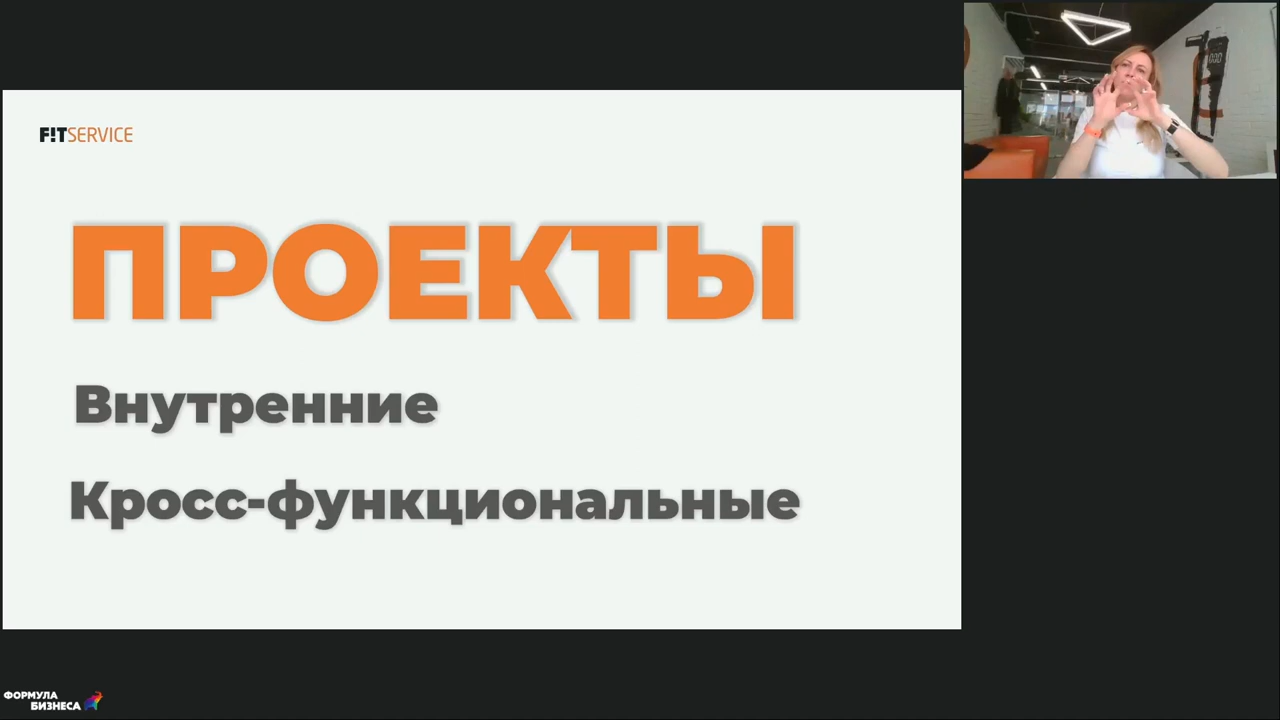 F!TSERVICE
ПРОЕКТЫ
Внутренние
Кросс-функциональные
ФОРМУЛА
БИЗНЕСА